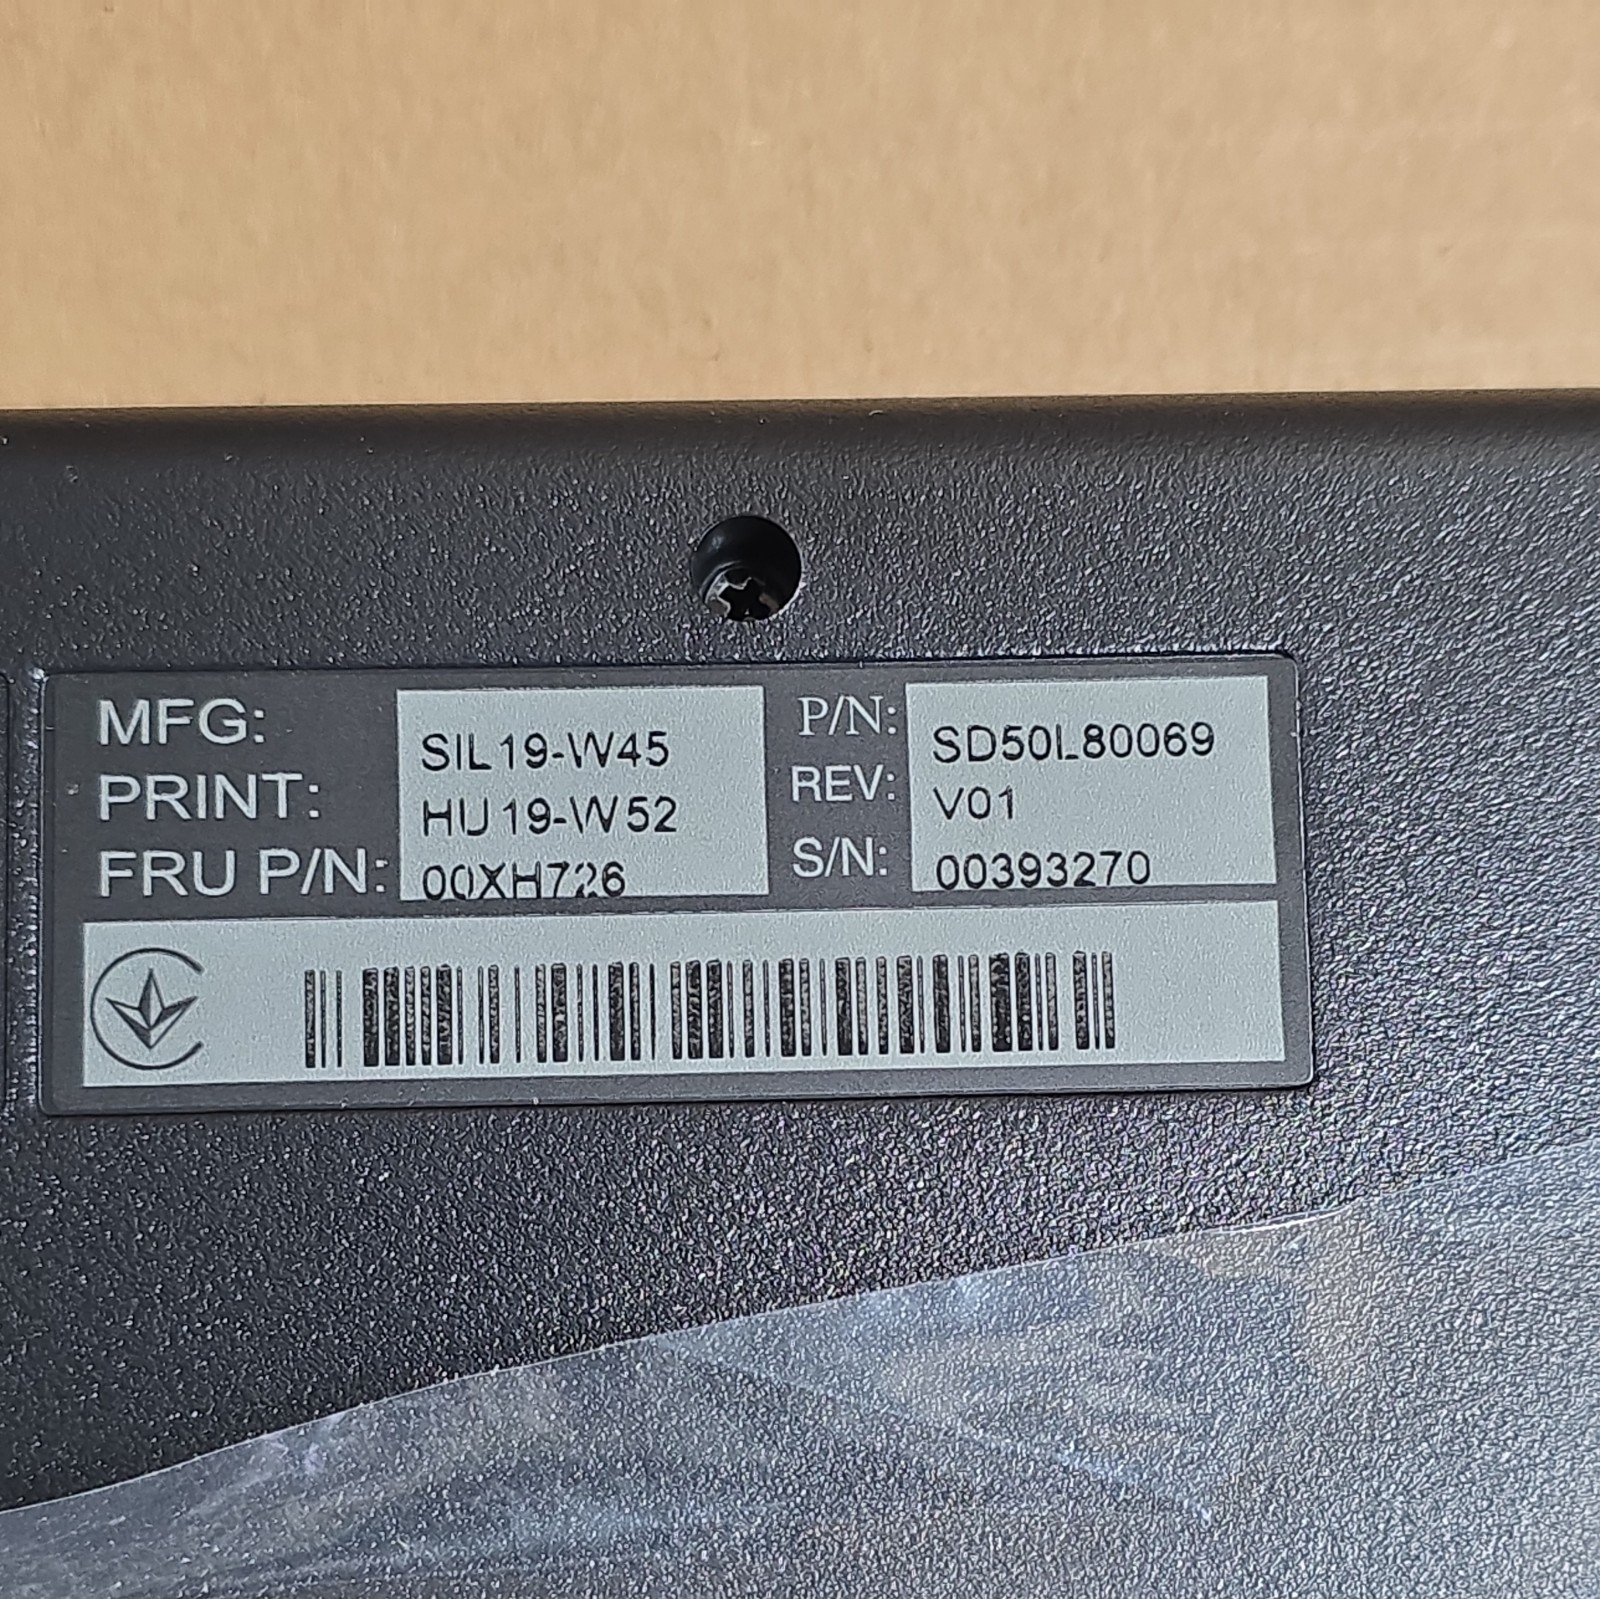 MFG: SIL19-W45
PRINT: HU19-W52
FRU P/N: 00XH726
P/N: SD50L80069
REV: V01
S/N: 00393270